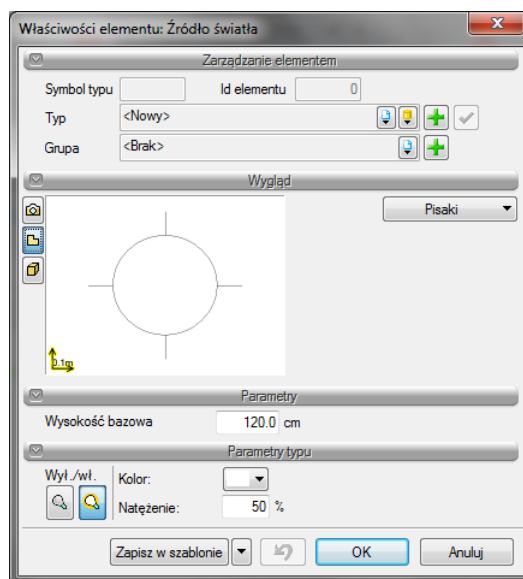 Właściwości elementu: Źródło światła
Zarządzanie elementem
Symbol typu Id elementu 0
Typ <Nowy>
Grupa <Brak>
Wygląd
Pisaki
0.1m
Parametry
Wysokość bazowa 120.0 cm
Parametry typu
Wył./wł. Kolor:
Natężenie: 50 %
Zapisz w szablonie OK Anuluj